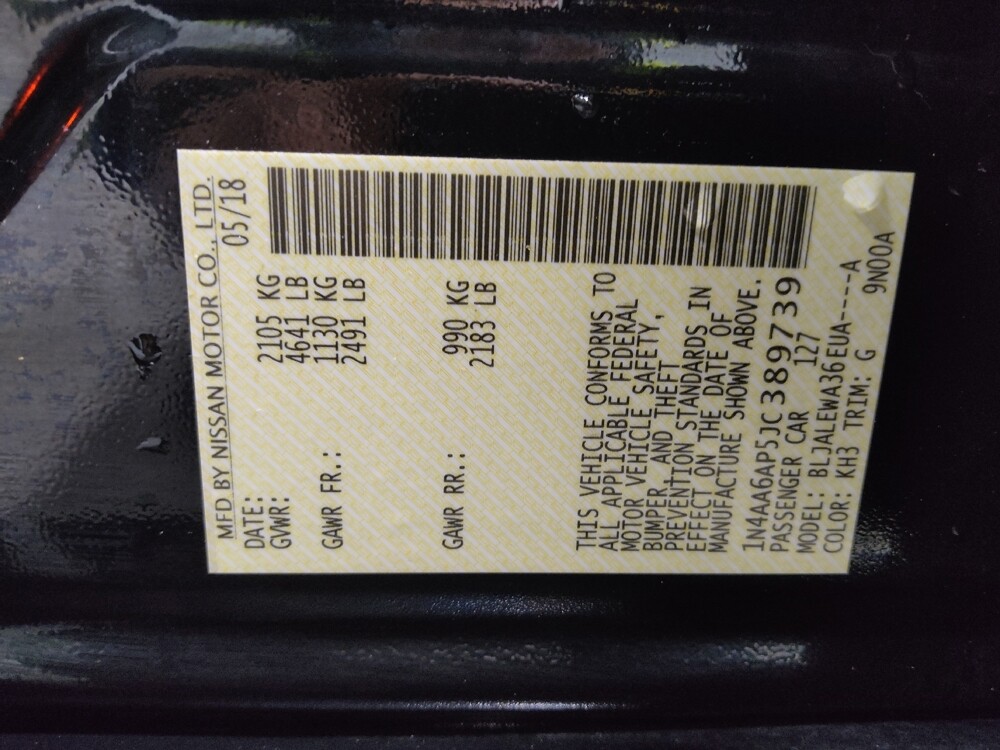 MFD BY NISSAN MOTOR CO., LTD.
DATE: 05/18
GVWR: 2105 KG
4641 LB
GAWR FR.: 1130 KG
2491 LB
GAWR RR.: 990 KG
2183 LB
THIS VEHICLE CONFORMS TO
ALL APPLICABLE FEDERAL
MOTOR VEHICLE SAFETY,
BUMPER, AND THEFT
PREVENTION STANDARDS IN
EFFECT ON THE DATE OF
MANUFACTURE SHOWN ABOVE.
1N4AA6AP5JC389739
PASSENGER CAR 127
MODEL: BLJALEWA36EUA----A
COLOR: KH3 TRIM: G 9N00A